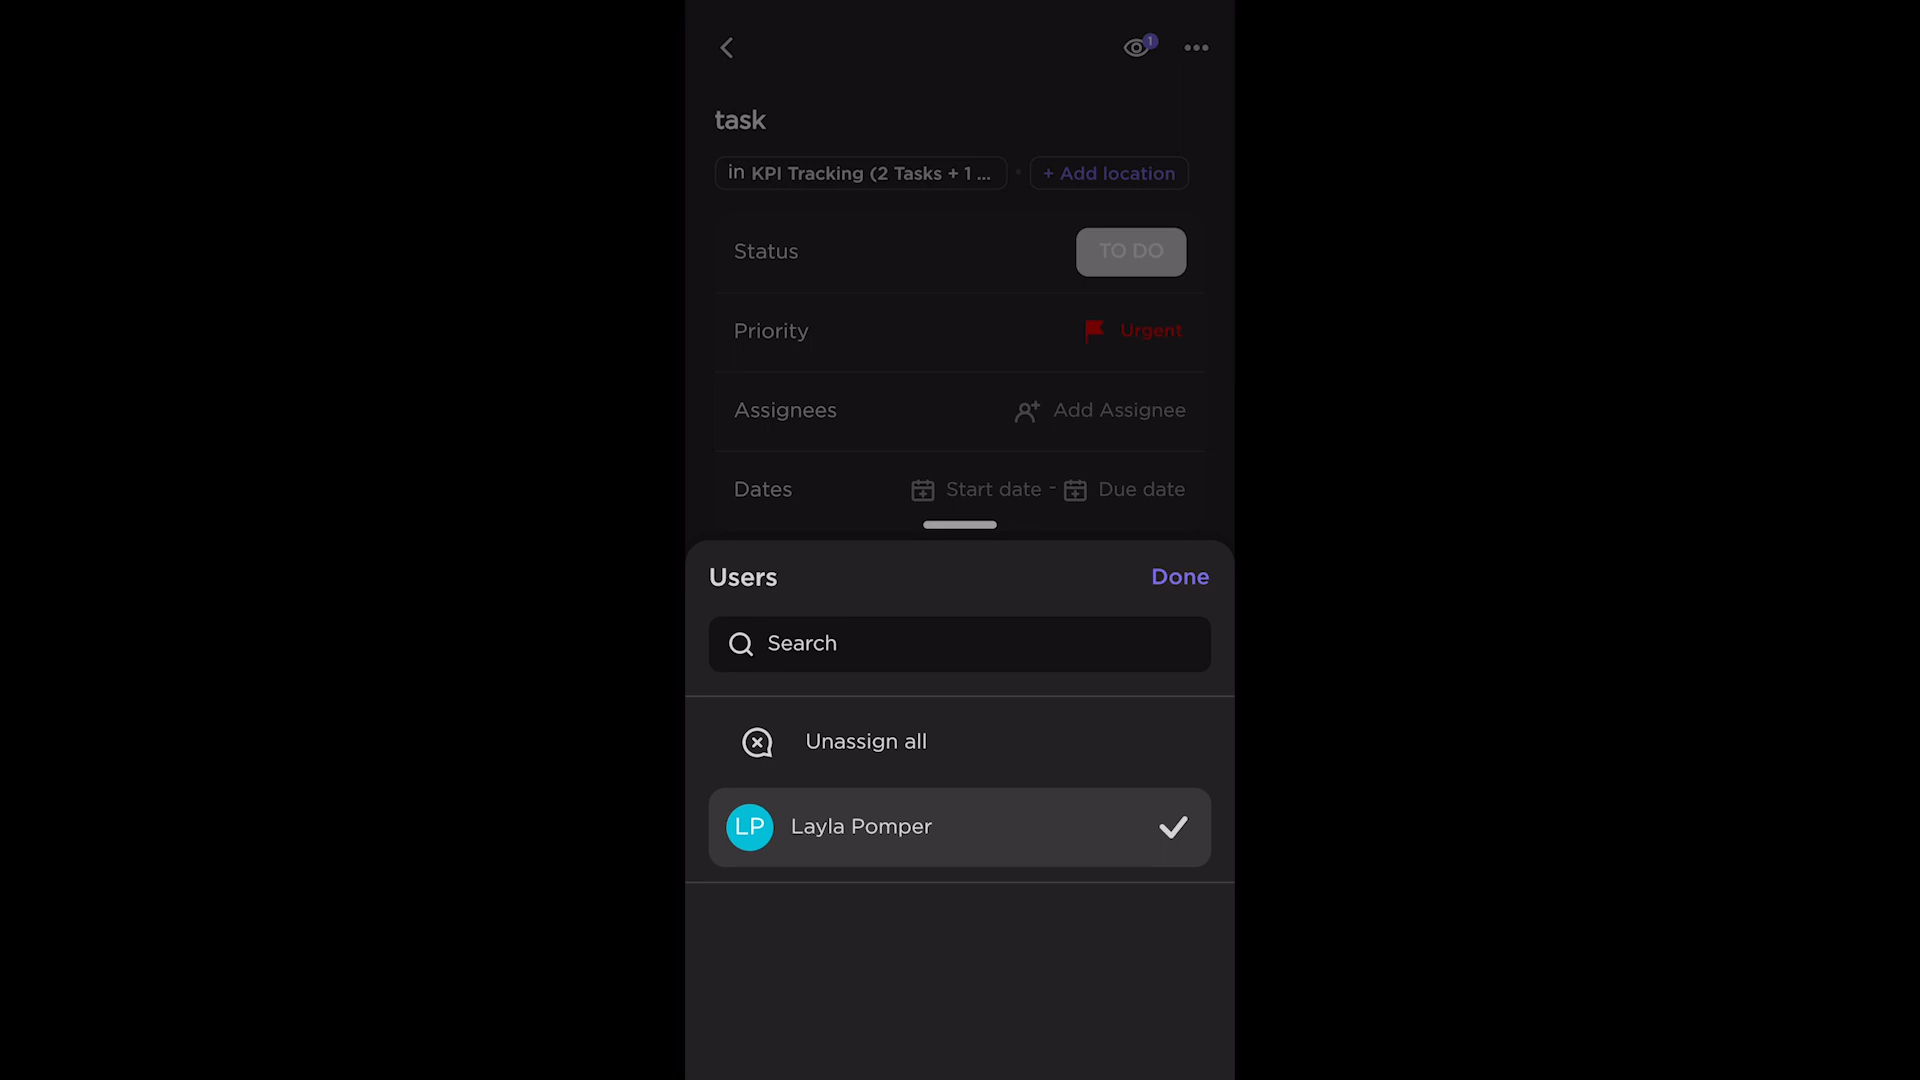 1
task
in KPI Tracking (2 Tasks + 1 ...
+ Add location
Status
TO DO
Priority
Urgent
Assignees
Add Assignee
Dates
Start date - Due date
Users
Done
Search
Unassign all
LP
Layla Pomper